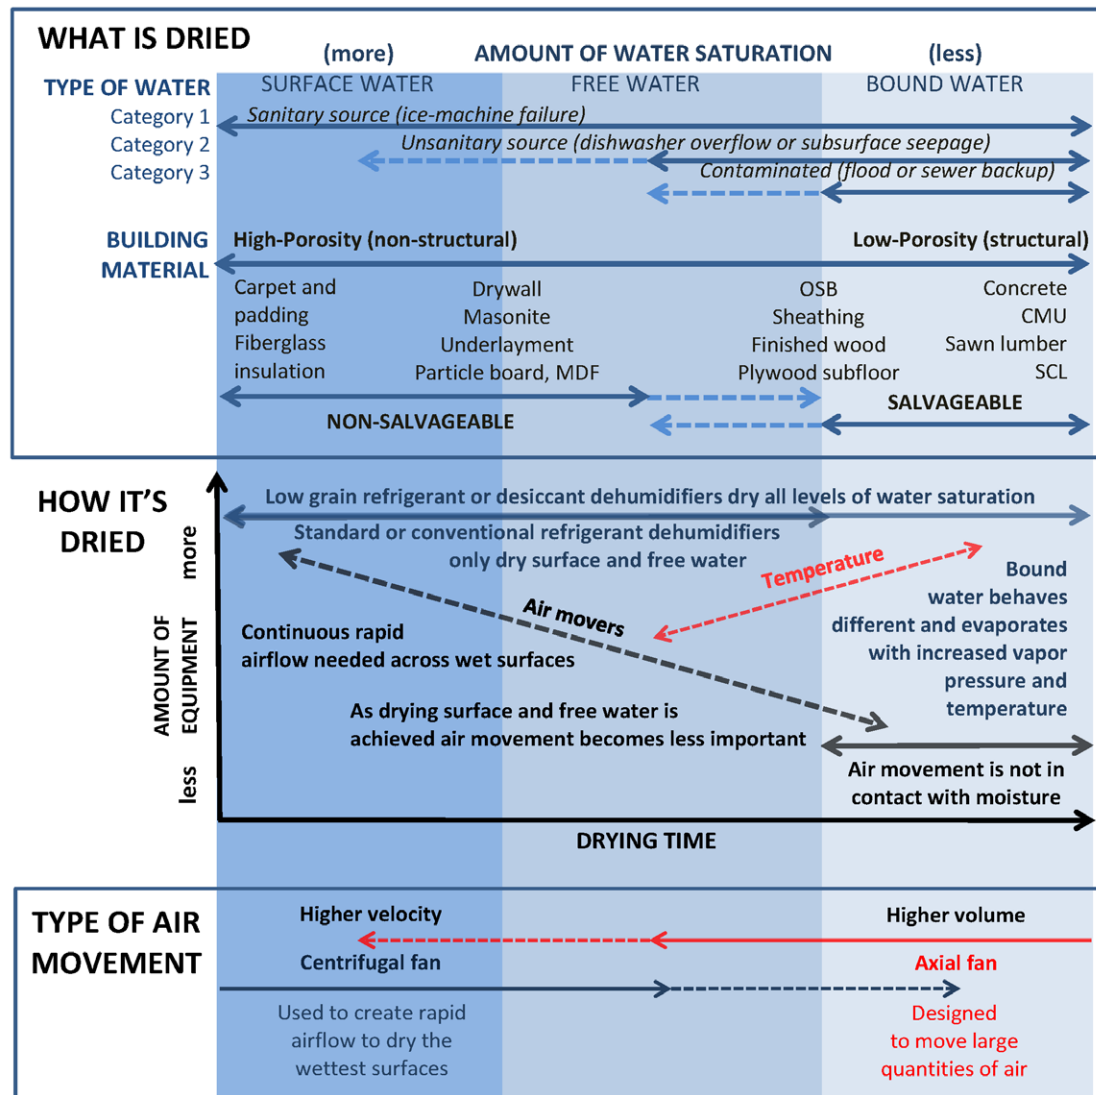 WHAT IS DRIED
(more) AMOUNT OF WATER SATURATION (less)
TYPE OF WATER SURFACE WATER FREE WATER BOUND WATER
Category 1 Sanitary source (ice-machine failure)
Category 2 Unsanitary source (dishwasher overflow or subsurface seepage)
Category 3 Contaminated (flood or sewer backup)
BUILDING
MATERIAL
High-Porosity (non-structural) Low-Porosity (structural)
Carpet and
padding
Fiberglass
insulation
Drywall
Masonite
Underlayment
Particle board, MDF
OSB
Sheathing
Finished wood
Plywood subfloor
Concrete
CMU
Sawn lumber
SCL
NON-SALVAGEABLE
SALVAGEABLE
HOW IT'S
DRIED
AMOUNT OF
EQUIPMENT
less
more
Low grain refrigerant or desiccant dehumidifiers dry all levels of water saturation
Standard or conventional refrigerant dehumidifiers
only dry surface and free water
Temperature
Air movers
Bound
water behaves
different and evaporates
with increased vapor
pressure and
temperature
Continuous rapid
airflow needed across wet surfaces
As drying surface and free water is
achieved air movement becomes less important
Air movement is not in
contact with moisture
DRYING TIME
TYPE OF AIR
MOVEMENT
Higher velocity
Centrifugal fan
Used to create rapid
airflow to dry the
wettest surfaces
Higher volume
Axial fan
Designed
to move large
quantities of air